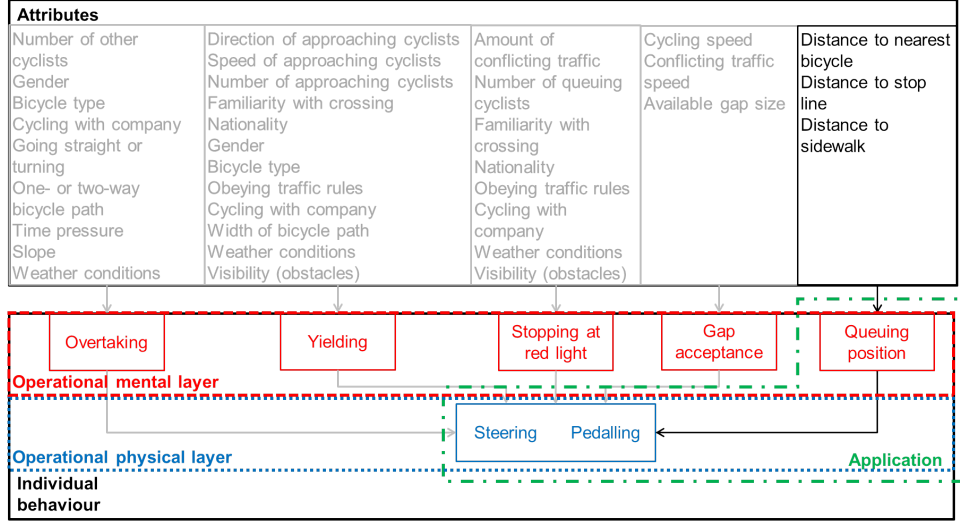 Attributes
Number of other
cyclists
Gender
Bicycle type
Cycling with company
Going straight or
turning
One- or two-way
bicycle path
Time pressure
Slope
Weather conditions
Direction of approaching cyclists
Speed of approaching cyclists
Number of approaching cyclists
Familiarity with crossing
Nationality
Gender
Bicycle type
Obeying traffic rules
Cycling with company
Width of bicycle path
Weather conditions
Visibility (obstacles)
Amount of
conflicting traffic
Number of queuing
cyclists
Familiarity with
crossing
Nationality
Obeying traffic rules
Cycling with
company
Weather conditions
Visibility (obstacles)
Cycling speed
Conflicting traffic
speed
Available gap size
Distance to nearest
bicycle
Distance to stop
line
Distance to
sidewalk
Overtaking
Yielding
Stopping at
red light
Gap
acceptance
Queuing
position
Operational mental layer
Steering
Pedalling
Operational physical layer
Application
Individual
behaviour